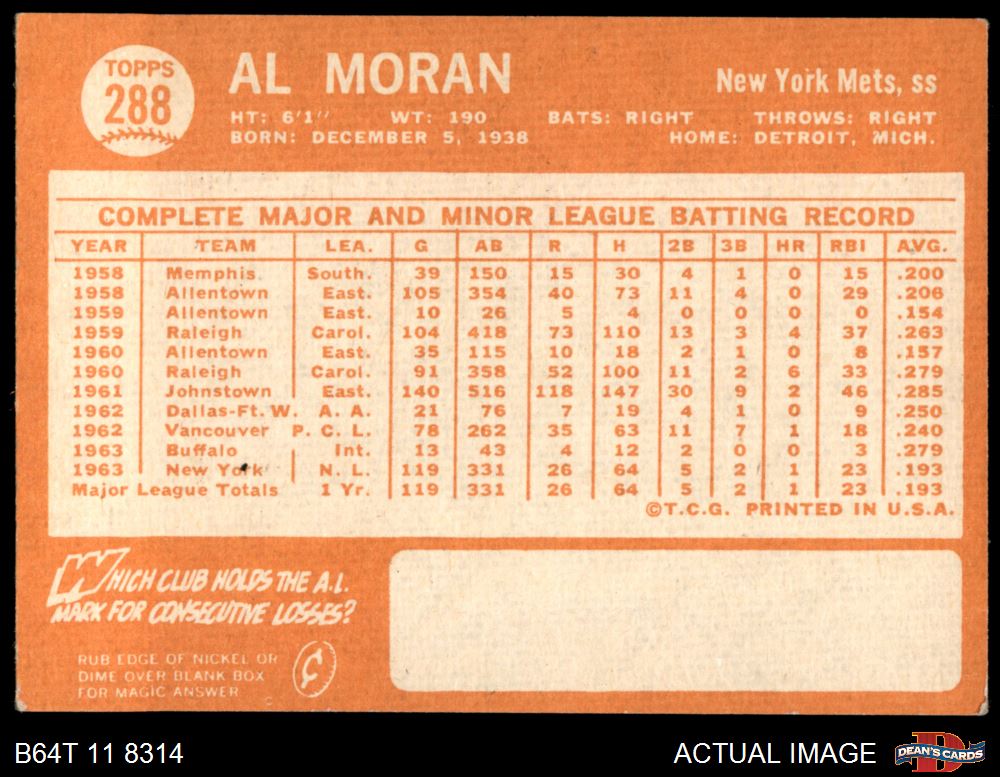 TOPPS
288
AL MORAN
New York Mets, ss
HT: 6'1" WT: 190 BATS: RIGHT THROWS: RIGHT
BORN: DECEMBER 5, 1938 HOME: DETROIT, MICH.
COMPLETE MAJOR AND MINOR LEAGUE BATTING RECORD
YEAR TEAM LEA. G AB R H 2B 3B HR RBI AVG.
1958 Memphis South. 39 150 15 30 4 1 0 15 .200
1958 Allentown East. 105 354 40 73 11 4 0 29 .206
1959 Allentown East. 10 26 5 4 0 0 0 0 .154
1959 Raleigh Carol. 104 418 73 110 13 3 4 37 .263
1960 Allentown East. 35 115 10 18 2 1 0 8 .157
1960 Raleigh Carol. 91 358 52 100 11 2 6 33 .279
1961 Johnstown East. 140 516 118 147 30 9 2 46 .285
1962 Dallas-Ft. W. A. A. 21 76 7 19 4 1 0 9 .250
1962 Vancouver P. C. L. 78 262 35 63 11 7 1 18 .240
1963 Buffalo Int. 13 43 4 12 2 0 0 3 .279
1963 New York N. L. 119 331 26 64 5 2 1 23 .193
Major League Totals 1 Yr. 119 331 26 64 5 2 1 23 .193
©T.C.G. PRINTED IN U.S.A.
WHICH CLUB HOLDS THE A.L.
MARK FOR CONSECUTIVE LOSSES?
RUB EDGE OF NICKEL OR
DIME OVER BLANK BOX
FOR MAGIC ANSWER
¢
B64T 11 8314
ACTUAL IMAGE
D
DEAN'S CARDS